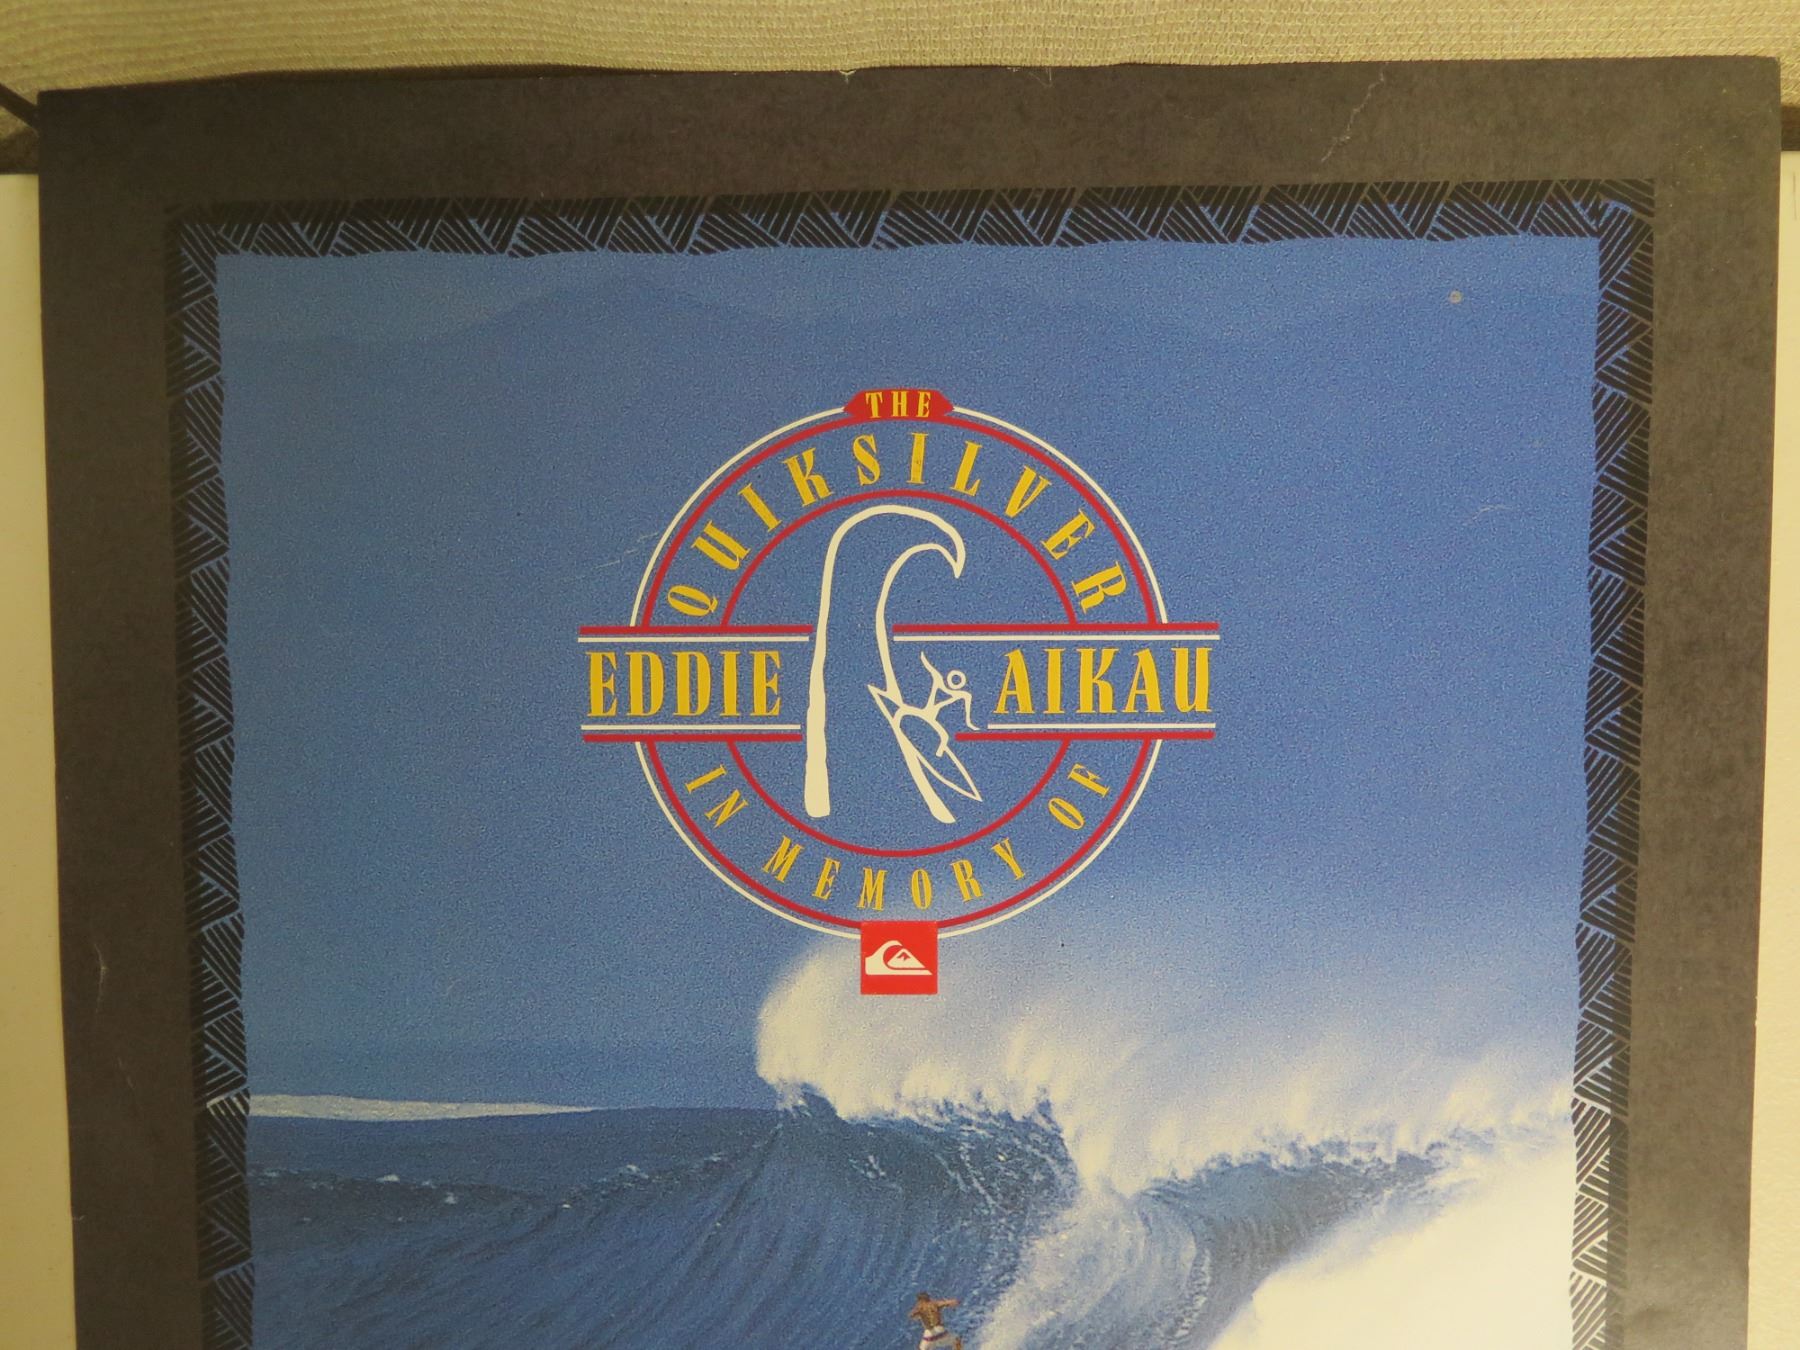 THE
QUIKSILVER
EDDIE AIKAU
IN MEMORY OF